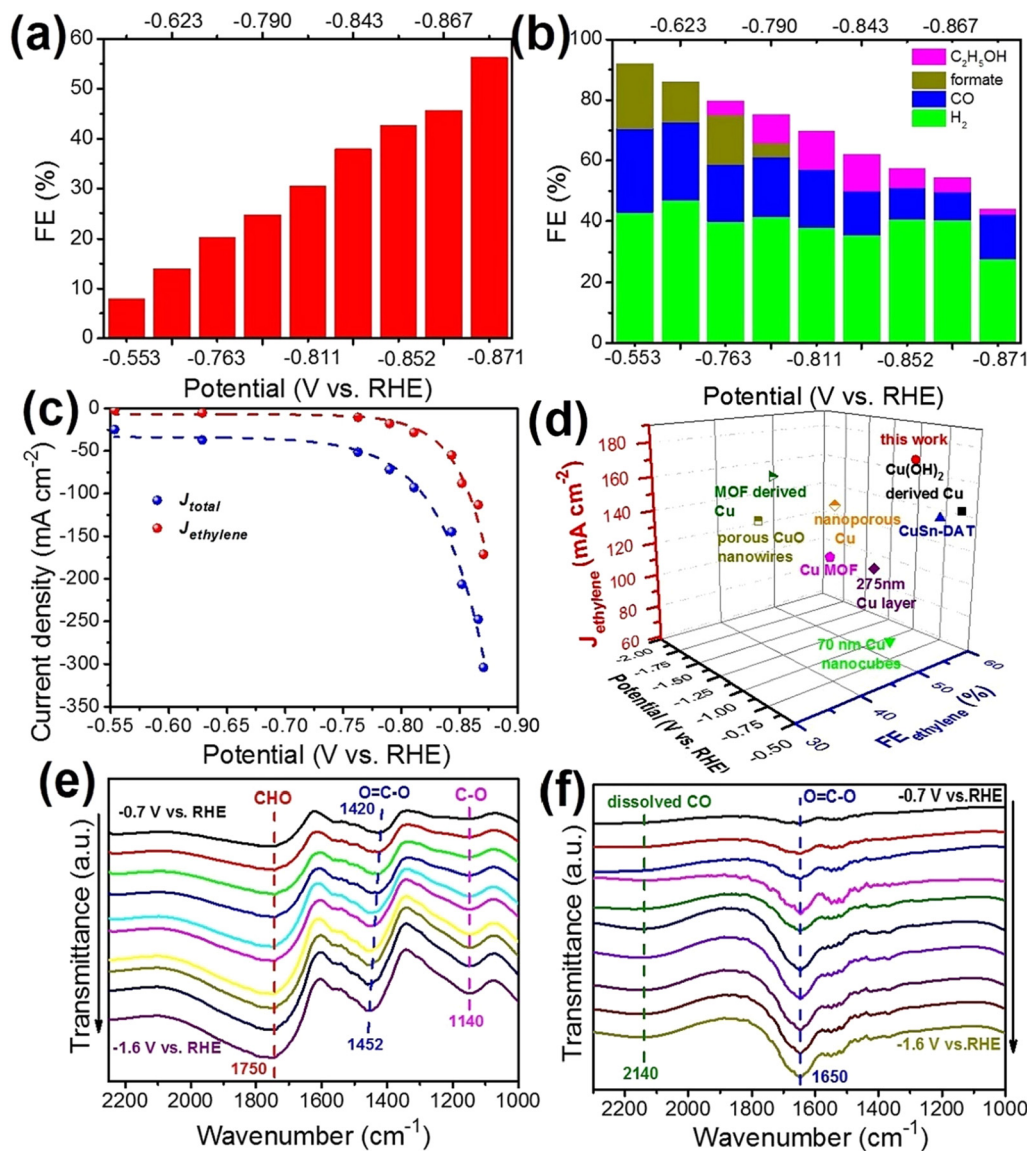 (a)
-0.623 -0.790 -0.843 -0.867
60
50
40
30
20
10
0
FE (%)
-0.553 -0.763 -0.811 -0.852 -0.871
Potential (V vs. RHE)
(b)
-0.623 -0.790 -0.843 -0.867
100
80
60
40
20
0
FE (%)
C₂H₅OH
formate
CO
H₂
-0.553 -0.763 -0.811 -0.852 -0.871
Potential (V vs. RHE)
(c)
0
-50
-100
-150
-200
-250
-300
-350
Current density (mA cm⁻²)
J_total
J_ethylene
-0.55 -0.60 -0.65 -0.70 -0.75 -0.80 -0.85 -0.90
Potential (V vs. RHE)
(d)
180
160
140
120
100
80
60
J_ethylene (mA cm⁻²)
this work
Cu(OH)₂
derived Cu
MOF derived
Cu
nanoporous
Cu
CuSn-DAT
porous CuO
nanowires
Cu MOF
275nm
Cu layer
70 nm Cu
nanocubes
-2.00
-1.75
-1.50
-1.25
-1.00
-0.75
-0.50
Potential (V vs. RHE)
30
40
50
60
FE_ethylene (%)
(e)
-0.7 V vs. RHE
CHO
O=C-O
1420
C-O
Transmittance (a.u.)
-1.6 V vs. RHE
1750
1452
1140
2200 2000 1800 1600 1400 1200 1000
Wavenumber (cm⁻¹)
(f)
dissolved CO
O=C-O
-0.7 V vs.RHE
Transmittance (a.u.)
-1.6 V vs.RHE
2140
1650
2200 2000 1800 1600 1400 1200 1000
Wavenumber (cm⁻¹)